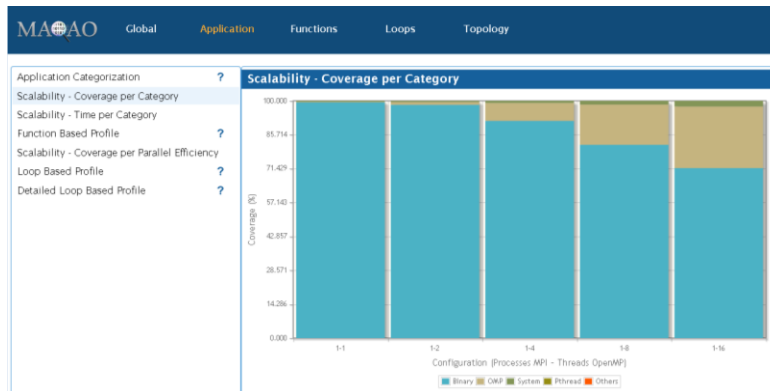 MAQAO Global Application Functions Loops Topology
Application Categorization ?
Scalability - Coverage per Category
Scalability - Time per Category
Function Based Profile ?
Scalability - Coverage per Parallel Efficiency
Loop Based Profile ?
Detailed Loop Based Profile ?
Scalability - Coverage per Category
100.000
85.714
71.429
57.143
42.857
28.571
14.286
0.000
Coverage (%)
1-1 1-2 1-4 1-8 1-16
Configuration (Processes MPI - Threads OpenMP)
Binary OMP System Pthread Others